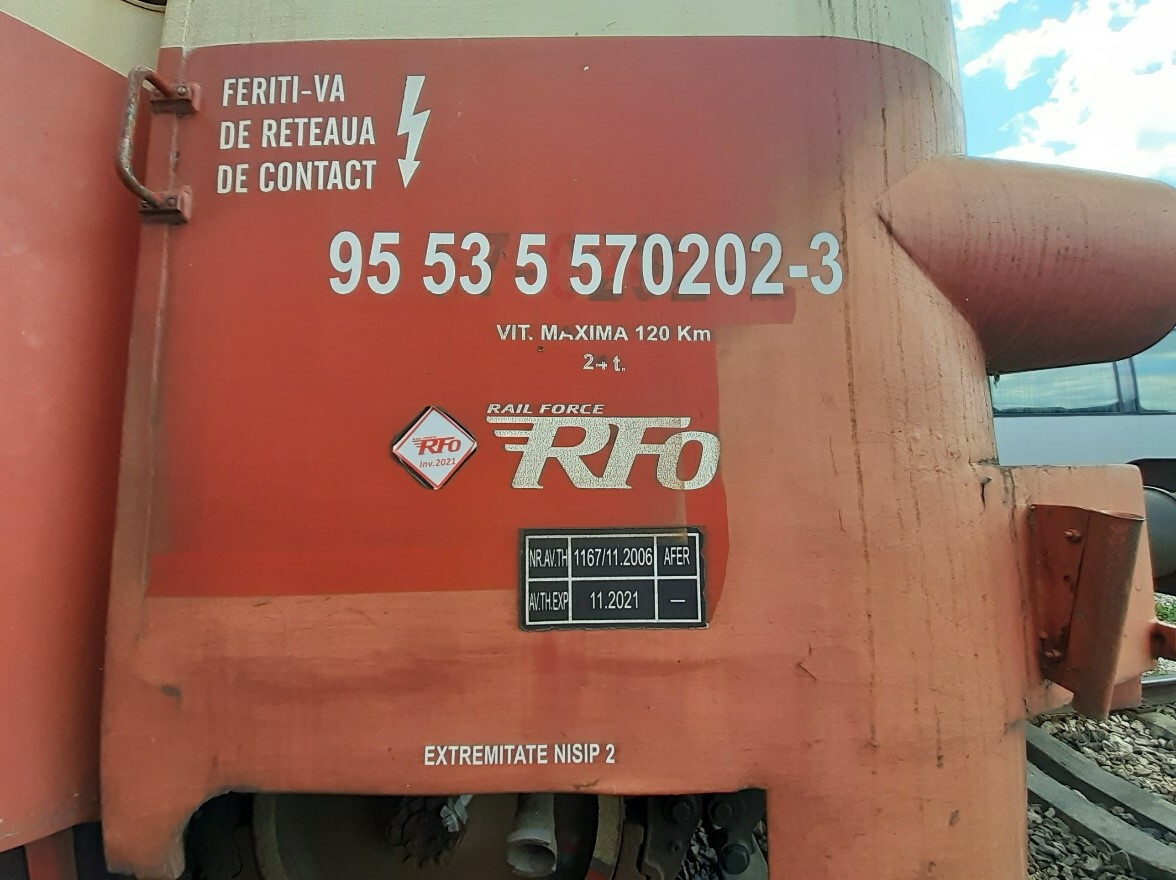 FERITI-VA
DE RETEAUA
DE CONTACT
95 53 5 570202-3
VIT. MAXIMA 120 Km
t.
RFO
Inv.2021
RAIL FORCE
RFO
NR.AV.TH 1167/11.2006 AFER
AV.TH.EXP 11.2021 —
EXTREMITATE NISIP 2